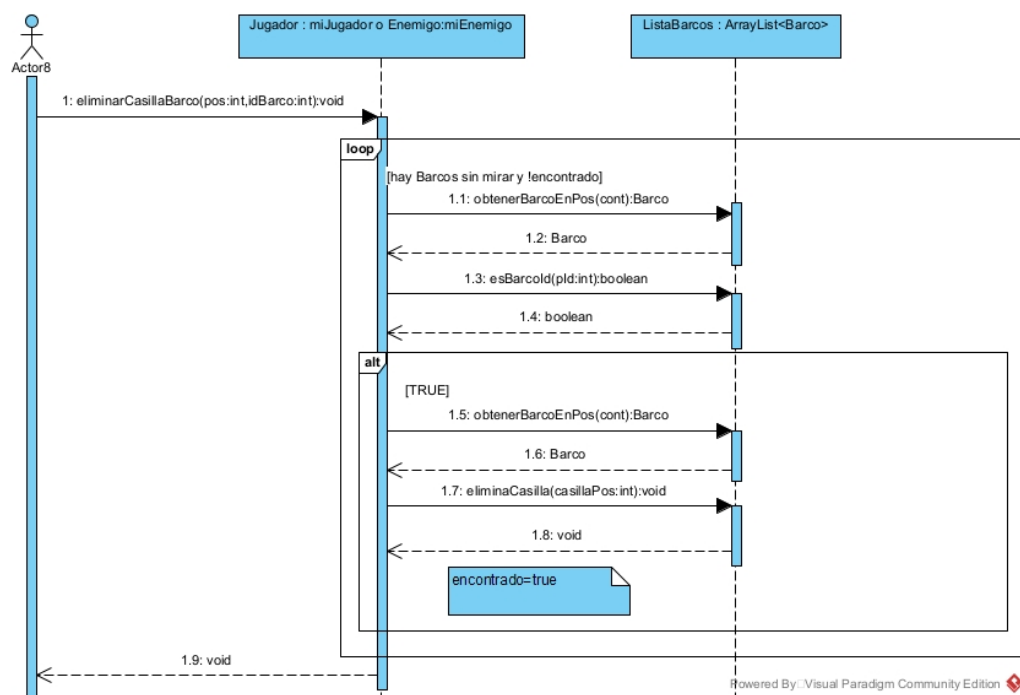 Jugador : miJugador o Enemigo:miEnemigo
ListaBarcos : ArrayList<Barco>
Actor8
1: eliminarCasillaBarco(pos:int,idBarco:int):void
loop
[hay Barcos sin mirar y !encontrado]
1.1: obtenerBarcoEnPos(cont):Barco
1.2: Barco
1.3: esBarcoId(pId:int):boolean
1.4: boolean
alt
[TRUE]
1.5: obtenerBarcoEnPos(cont):Barco
1.6: Barco
1.7: eliminaCasilla(casillaPos:int):void
1.8: void
encontrado=true
1.9: void
Powered By Visual Paradigm Community Edition